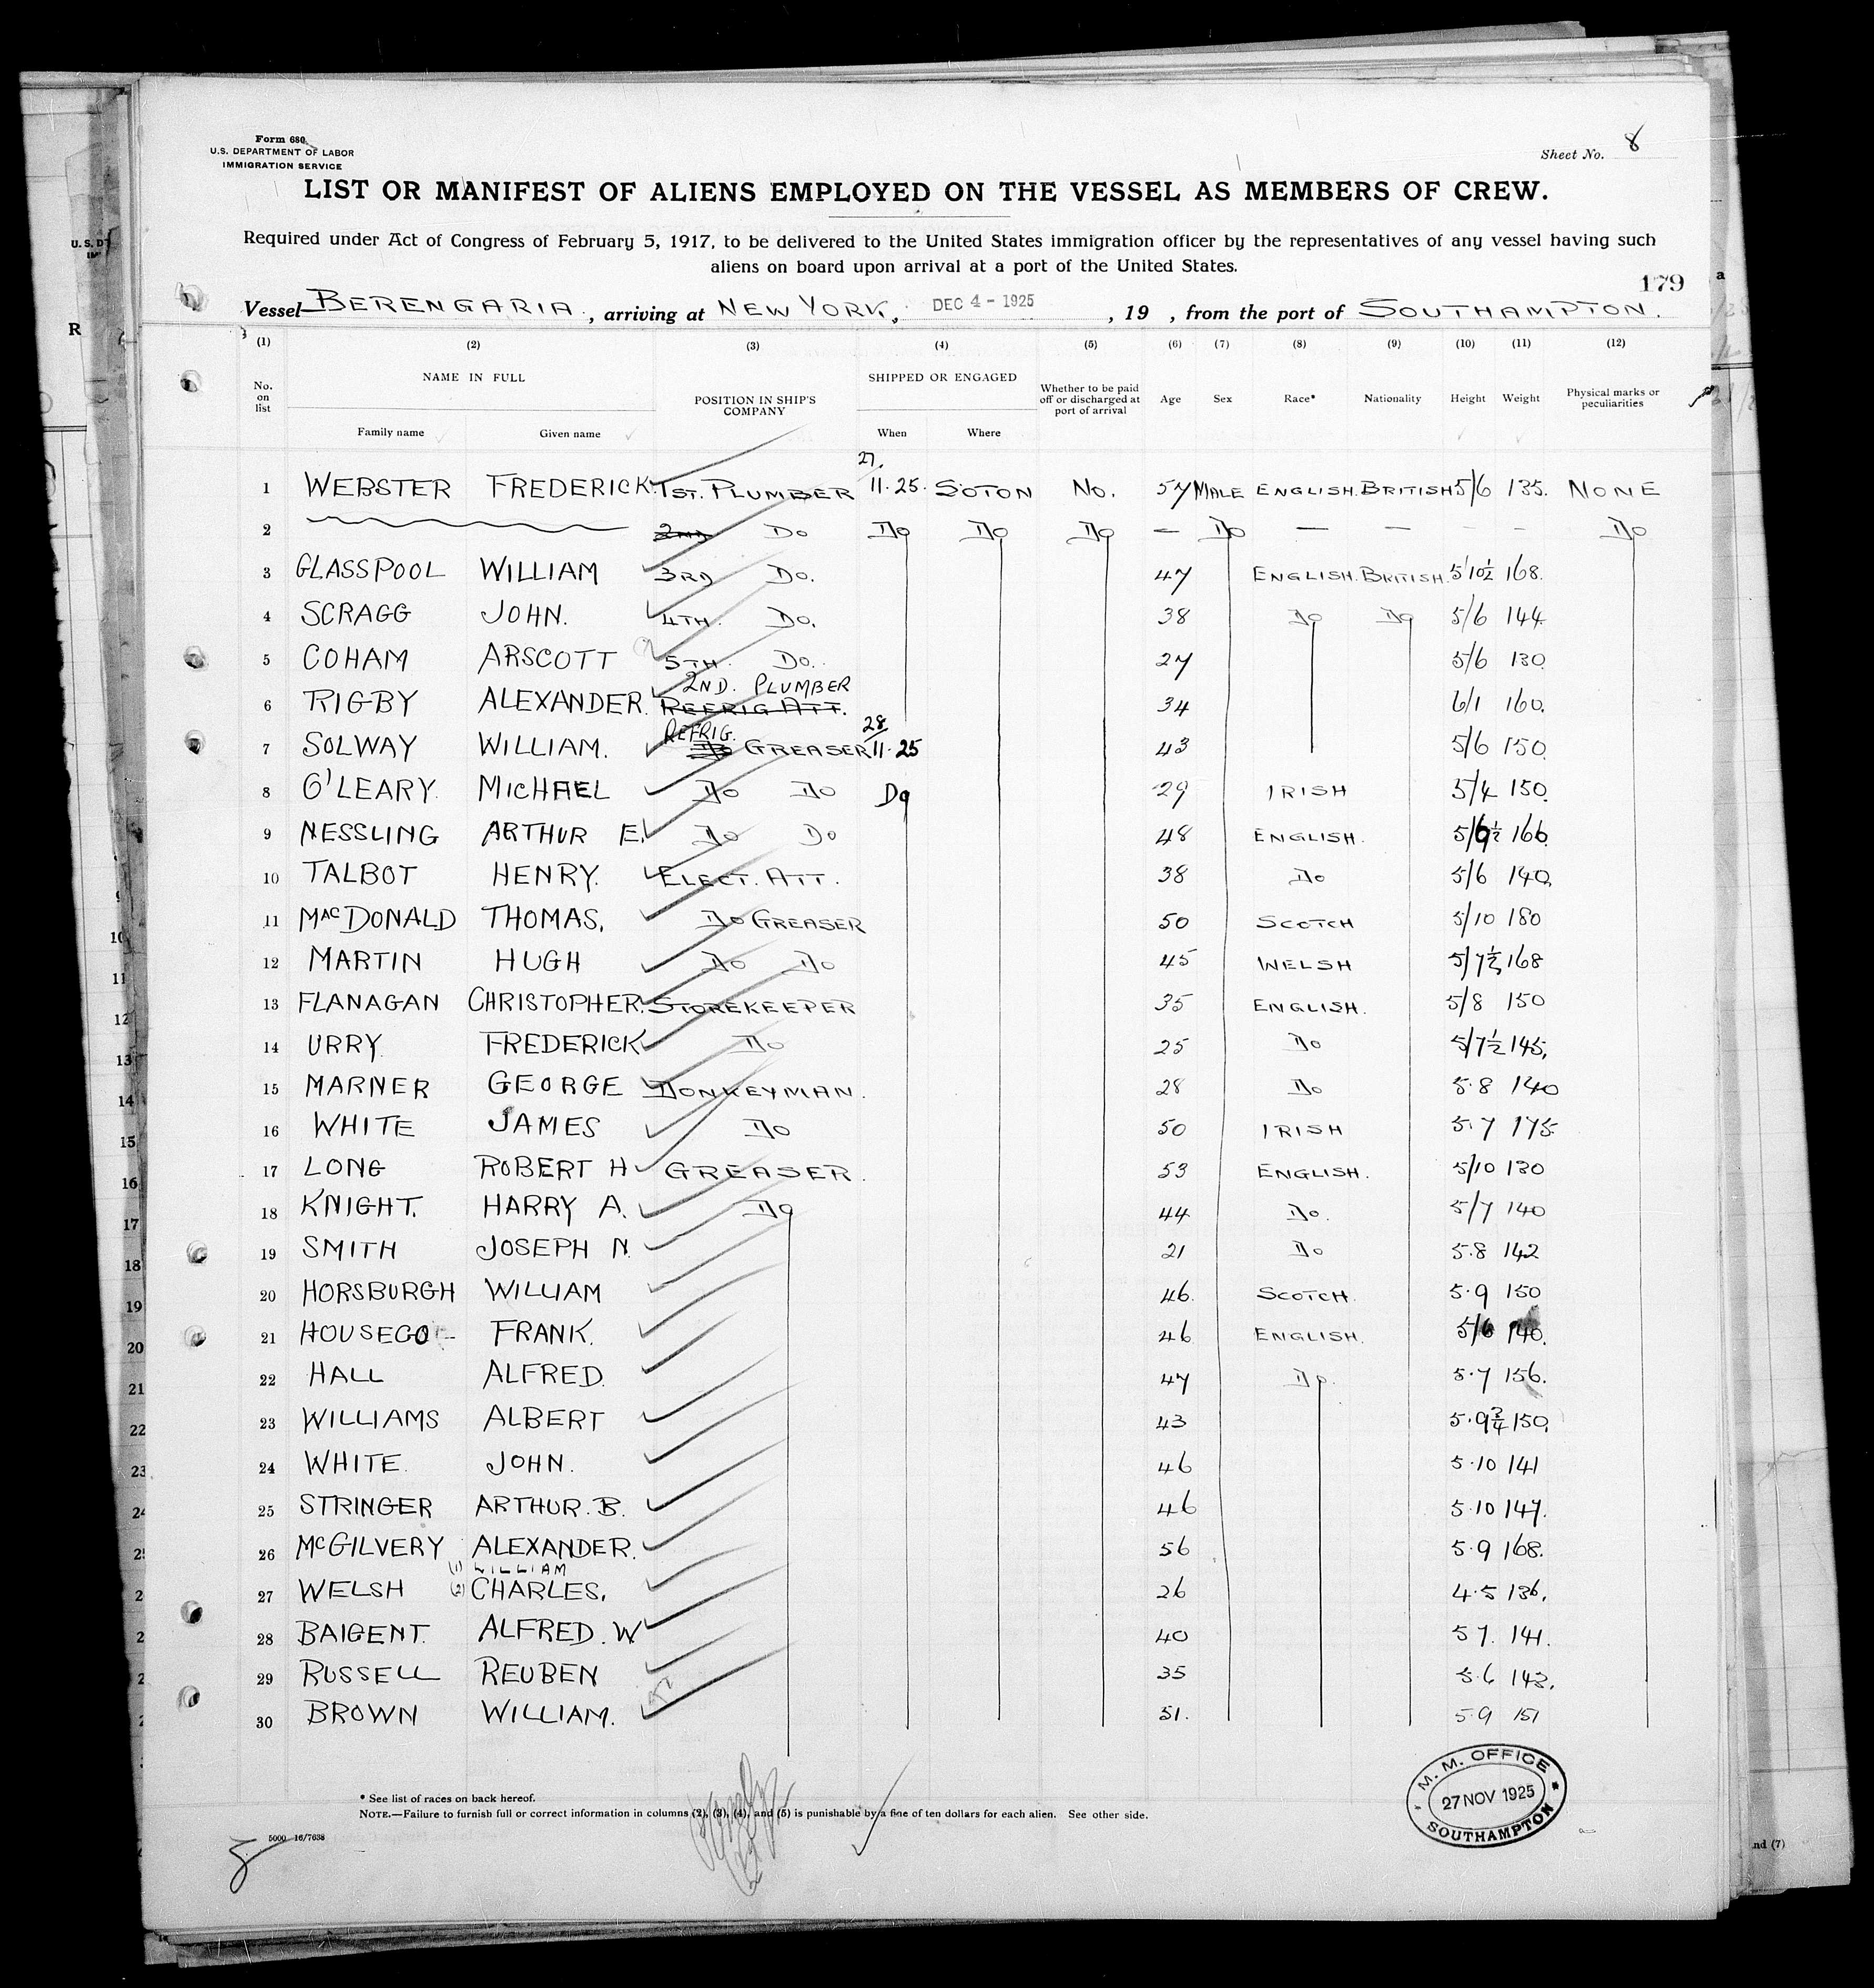 Form 680
U.S. DEPARTMENT OF LABOR
IMMIGRATION SERVICE
Sheet No. 8
LIST OR MANIFEST OF ALIENS EMPLOYED ON THE VESSEL AS MEMBERS OF CREW.
Required under Act of Congress of February 5, 1917, to be delivered to the United States immigration officer by the representatives of any vessel having such
aliens on board upon arrival at a port of the United States.
179
Vessel BERENGARIA, arriving at NEW YORK, DEC 4 - 1925, 19 , from the port of SOUTHAMPTON.
(1) (2) (3) (4) (5) (6) (7) (8) (9) (10) (11) (12)
No. on list NAME IN FULL Family name Given name POSITION IN SHIP'S COMPANY SHIPPED OR ENGAGED When Where Whether to be paid off or discharged at port of arrival Age Sex Race* Nationality Height Weight Physical marks or peculiarities
1 WEBSTER FREDERICK. 1ST. PLUMBER 27. 11.25. S'OTON No. 57 MALE ENGLISH. BRITISH 5/6 135. NONE
2 2ND Do Do Do Do — Do — — - - Do
3 GLASSPOOL WILLIAM 3RD Do. 47 ENGLISH. BRITISH. 5'10½ 168.
4 SCRAGG JOHN. 4TH. Do. 38 Do Do 5/6 144.
5 COHAM ARSCOTT 5TH. Do. 27 5/6 130.
2ND. PLUMBER
6 RIGBY ALEXANDER. REFRIG ATT. 34 6/1 160.
REFRIG. 28
7 SOLWAY WILLIAM. Do GREASER 11.25 43 5/6 150.
8 O'LEARY. MICHAEL Do Do Do 29 IRISH 5/4 150.
9 NESSLING ARTHUR E. Do Do 48 ENGLISH. 5/6½ 166.
10 TALBOT HENRY. ELECT. ATT. 38 Do 5/6 140.
11 MACDONALD THOMAS. Do GREASER 50 SCOTCH 5/10 180
12 MARTIN HUGH Do Do 45 WELSH 5/7½ 168
13 FLANAGAN CHRISTOPHER. STOREKEEPER 35 ENGLISH. 5/8 150
14 URRY. FREDERICK Do 25 Do 5/7½ 145.
15 MARNER GEORGE DONKEYMAN. 28 Do 5.8 140
16 WHITE JAMES Do 50 IRISH 5.7 175.
17 LONG ROBERT H GREASER. 53 ENGLISH. 5/10 130
18 KNIGHT. HARRY A. Do 44 Do. 5/7 140
19 SMITH JOSEPH N. 21 Do 5.8 142
20 HORSBURGH WILLIAM 46. SCOTCH. 5.9 150
21 HOUSEGO FRANK. 46 ENGLISH. 5/6 140.
22 HALL ALFRED. 47 Do. 5.7 156.
23 WILLIAMS ALBERT 43 5.9¾ 150.
24 WHITE. JOHN. 46 5.10 141
25 STRINGER ARTHUR. B. 46 5.10 147.
26 McGILVERY ALEXANDER. 56 5.9 168.
(1) WILLIAM
27 WELSH (2) CHARLES. 26 4.5 136.
28 BAIGENT. ALFRED. W 40 5 7. 141.
29 RUSSELL REUBEN 35 5.6 143.
30 BROWN WILLIAM. 31. 5 9 151
* See list of races on back hereof.
NOTE.—Failure to furnish full or correct information in columns (2), (3), (4), and (5) is punishable by a fine of ten dollars for each alien. See other side.
5000 16/7638
M. M. OFFICE
27 NOV 1925
SOUTHAMPTON
nd (7)